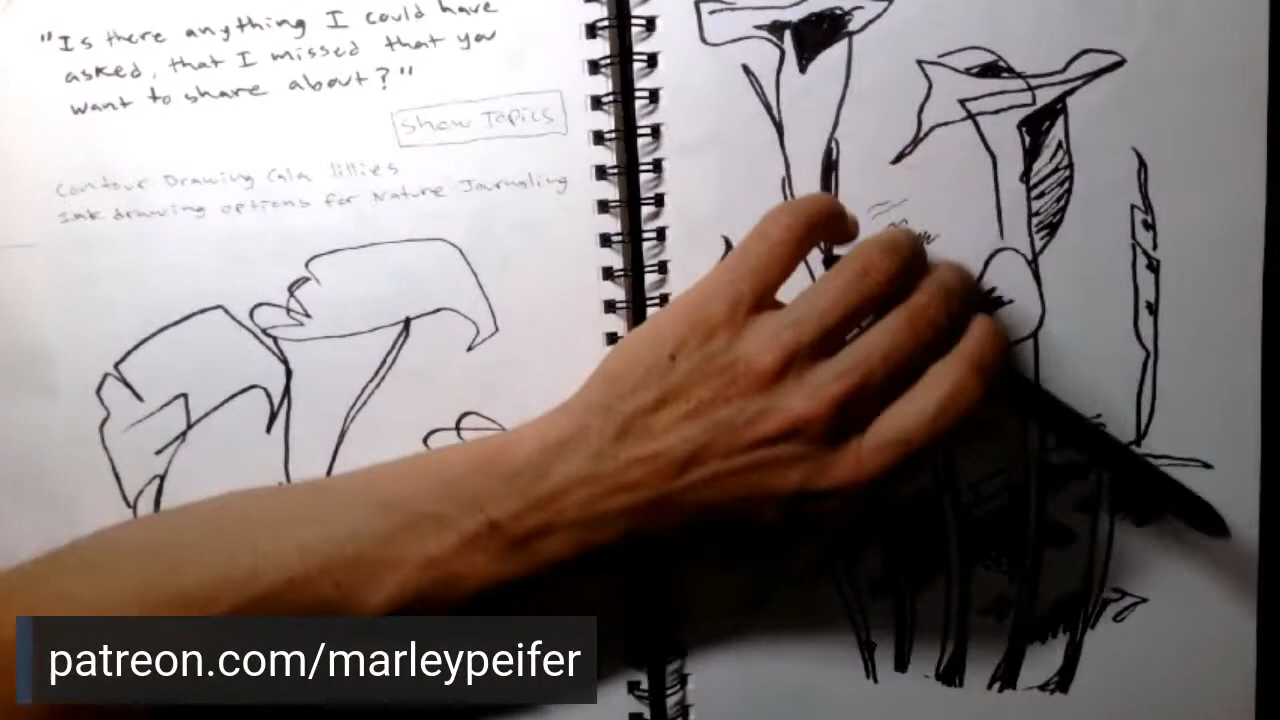 "Is there anything I could have
asked, that I missed that you
want to share about?"
Show Topics
Contour Drawing Cala lillies
Ink drawing options for Nature Journaling
patreon.com/marleypeifer